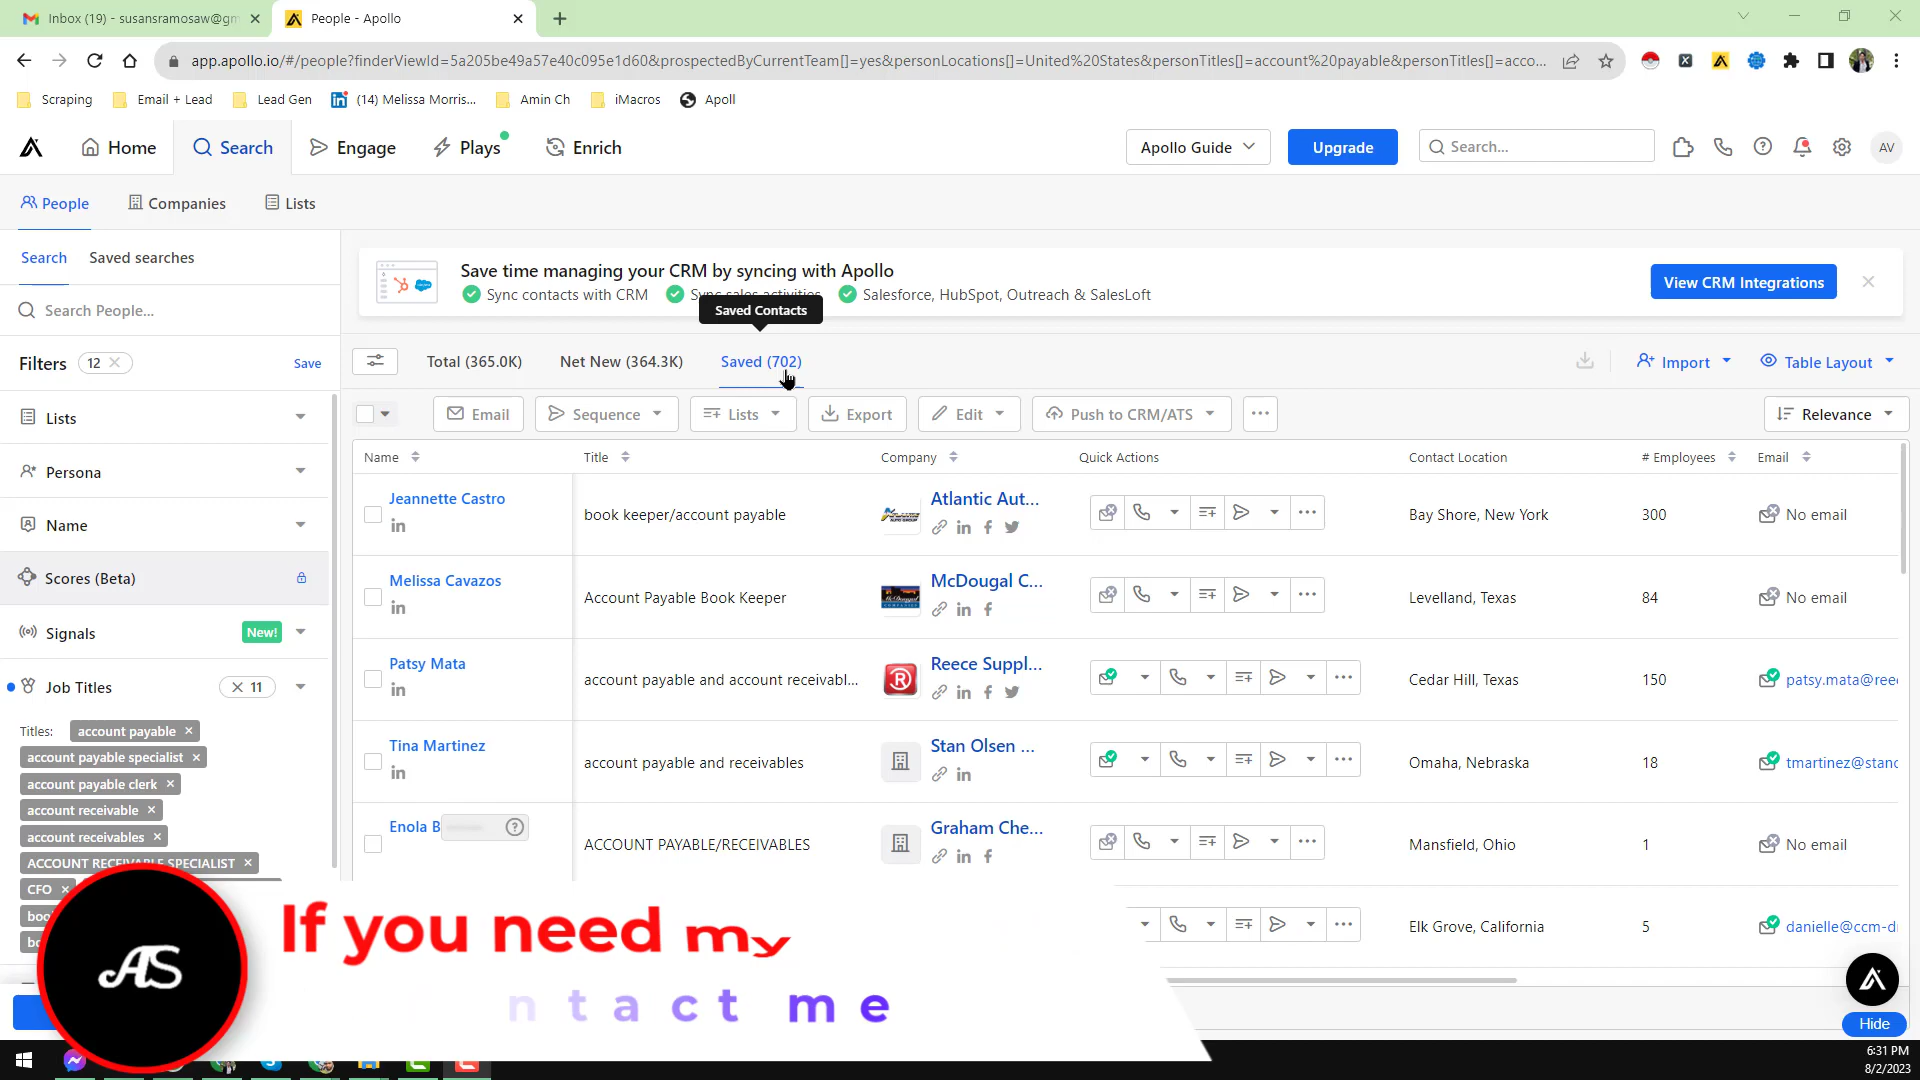 Inbox (19) - susansramosaw@gm
People - Apollo
app.apollo.io/#/people?finderViewId=5a205be49a57e40c095e1d60&prospectedByCurrentTeam[]=yes&personLocations[]=United%20States&personTitles[]=account%20payable&personTitles[]=acco...
Scraping
Email + Lead
Lead Gen
(14) Melissa Morris...
Amin Ch
iMacros
Apoll
Home
Search
Engage
Plays
Enrich
Apollo Guide
Upgrade
Search...
AV
People
Companies
Lists
Search
Saved searches
Save time managing your CRM by syncing with Apollo
Sync contacts with CRM
Sync sales activities
Salesforce, HubSpot, Outreach & SalesLoft
View CRM Integrations
Saved Contacts
Search People...
Filters 12
Save
Total (365.0K)
Net New (364.3K)
Saved (702)
Import
Table Layout
Email
Sequence
Lists
Export
Edit
Push to CRM/ATS
Relevance
Lists
Persona
Name
Scores (Beta)
Signals
New!
Job Titles
11
Titles:
account payable
account payable specialist
account payable clerk
account receivable
account receivables
ACCOUNT RECEIVABLE SPECIALIST
CFO
Name
Title
Company
Quick Actions
Contact Location
# Employees
Email
Jeannette Castro
book keeper/account payable
Atlantic Aut...
Bay Shore, New York
300
No email
Melissa Cavazos
Account Payable Book Keeper
McDougal C...
Levelland, Texas
84
No email
Patsy Mata
account payable and account receivabl...
Reece Suppl...
Cedar Hill, Texas
150
patsy.mata@reec
Tina Martinez
account payable and receivables
Stan Olsen ...
Omaha, Nebraska
18
tmartinez@stanc
Enola B
ACCOUNT PAYABLE/RECEIVABLES
Graham Che...
Mansfield, Ohio
1
No email
Elk Grove, California
5
danielle@ccm-d
AS
If you need my
ntact me
Hide
6:31 PM
8/2/2023